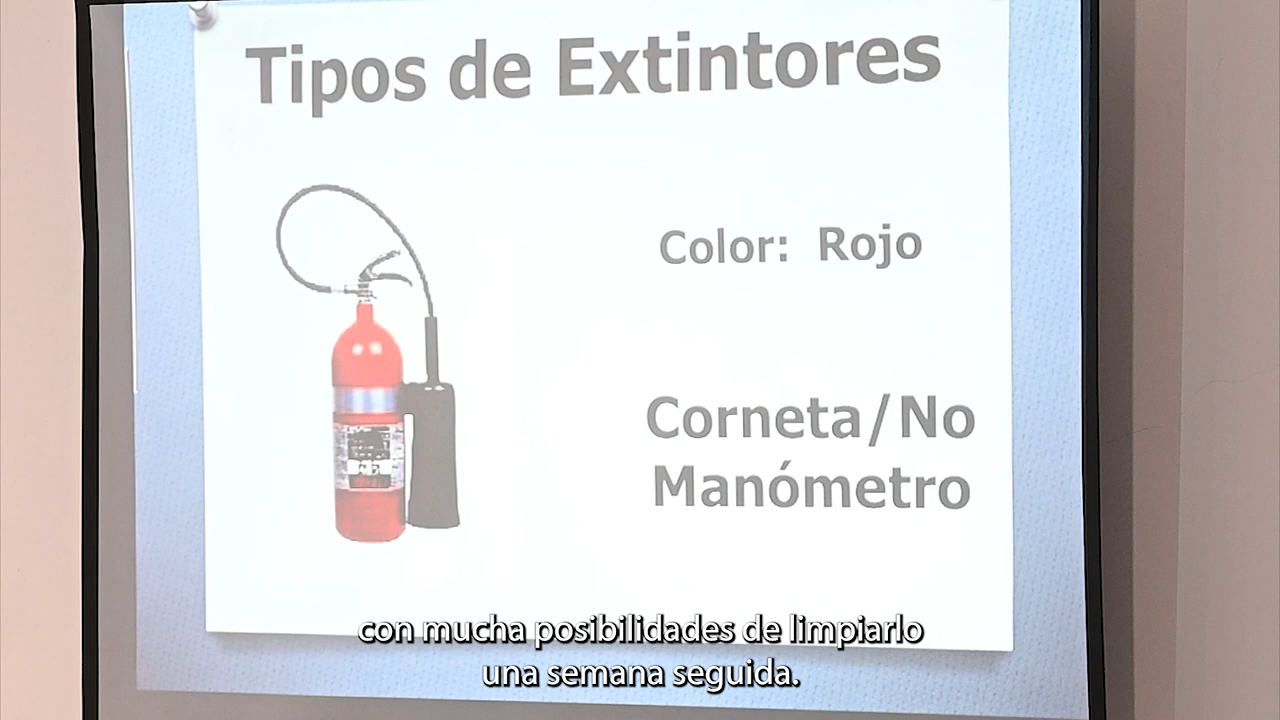 Tipos de Extintores
Color: Rojo
Corneta/No
Manómetro
con mucha posibilidades de limpiarlo
una semana seguida.